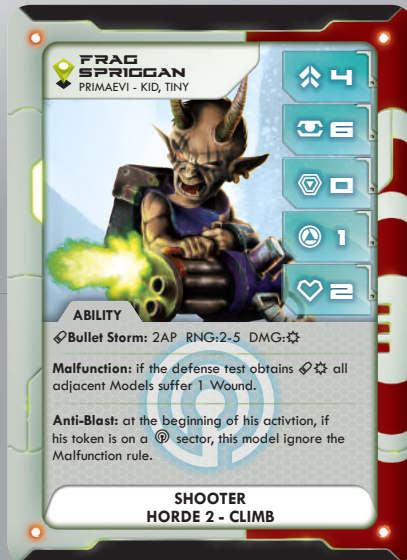 FRAG
SPRIGGAN
PRIMAEVI - KID, TINY
4
6
0
1
2
ABILITY
Bullet Storm: 2AP RNG:2-5 DMG:
Malfunction: if the defense test obtains all
adjacent Models suffer 1 Wound.
Anti-Blast: at the beginning of his activtion, if
his token is on a sector, this model ignore the
Malfunction rule.
SHOOTER
HORDE 2 - CLIMB